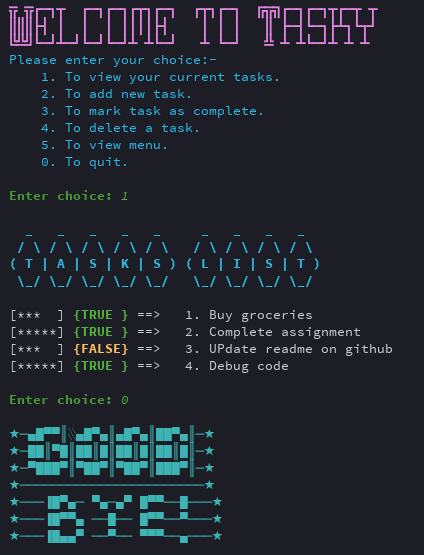 WELCOME TO
Please enter your choice:-
1. To view your current tasks.
2. To add new task.
3. To mark task as complete.
4. To delete a task.
5. To view menu.
0. To quit.
Enter choice: 1
( T | A | S | K | S ) ( L | I | S | T )
[***  ] {TRUE } ==>   1. Buy groceries
[*****] {TRUE } ==>   2. Complete assignment
[***  ] {FALSE} ==>   3. UPdate readme on github
[*****] {TRUE } ==>   4. Debug code
Enter choice: 0
GOOD
BYE!